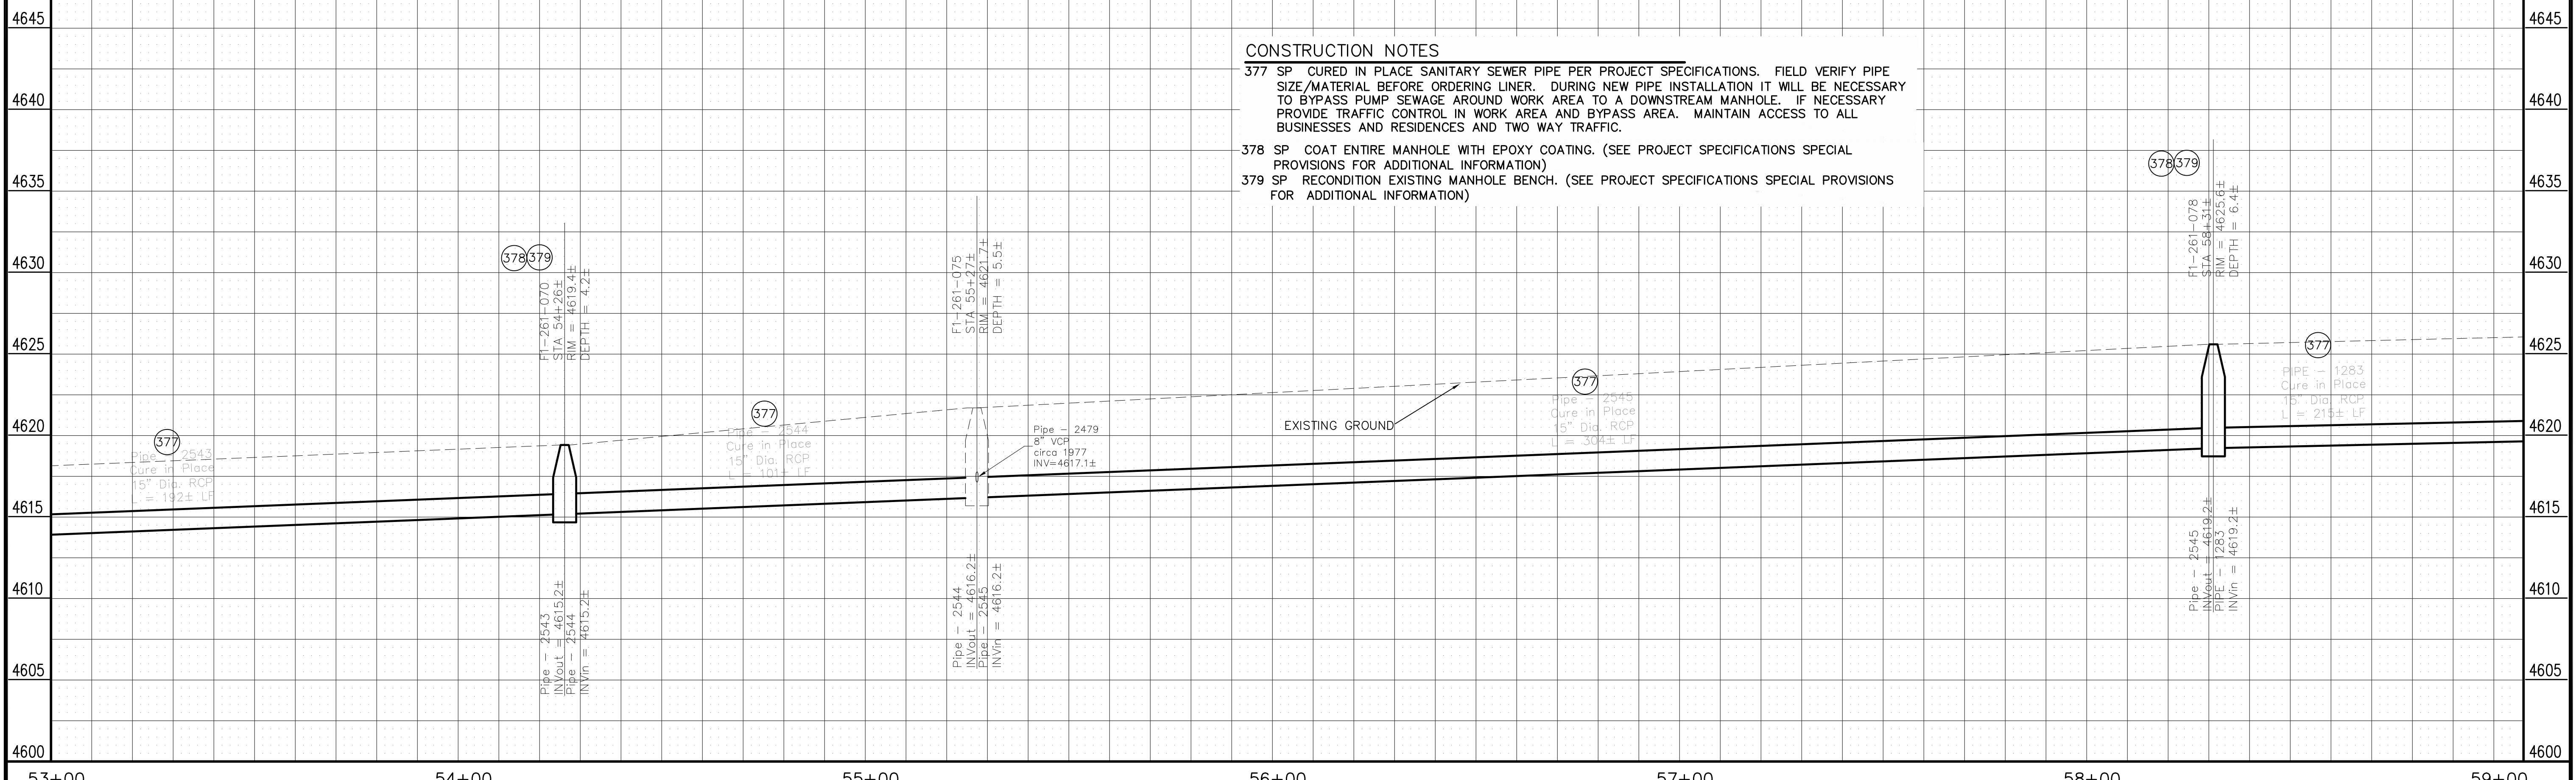 4645
4640
4635
4630
4625
4620
4615
4610
4605
4600
CONSTRUCTION NOTES
377 SP CURED IN PLACE SANITARY SEWER PIPE PER PROJECT SPECIFICATIONS. FIELD VERIFY PIPE
SIZE/MATERIAL BEFORE ORDERING LINER. DURING NEW PIPE INSTALLATION IT WILL BE NECESSARY
TO BYPASS PUMP SEWAGE AROUND WORK AREA TO A DOWNSTREAM MANHOLE. IF NECESSARY
PROVIDE TRAFFIC CONTROL IN WORK AREA AND BYPASS AREA. MAINTAIN ACCESS TO ALL
BUSINESSES AND RESIDENCES AND TWO WAY TRAFFIC.
378 SP COAT ENTIRE MANHOLE WITH EPOXY COATING. (SEE PROJECT SPECIFICATIONS SPECIAL
PROVISIONS FOR ADDITIONAL INFORMATION)
379 SP RECONDITION EXISTING MANHOLE BENCH. (SEE PROJECT SPECIFICATIONS SPECIAL PROVISIONS
FOR ADDITIONAL INFORMATION)
377
Pipe - 2543
Cure in Place
15" Dia. RCP
L = 192± LF
378 379
F1-261-070
STA 54+26±
RIM = 4619.4±
DEPTH = 4.2±
Pipe - 2543
INVout = 4615.2±
Pipe - 2544
INVin = 4615.2±
377
Pipe - 2544
Cure in Place
15" Dia. RCP
L = 101± LF
F1-261-075
STA 55+27±
RIM = 4621.7±
DEPTH = 5.5±
Pipe - 2479
8" VCP
circa 1977
INV=4617.1±
Pipe - 2544
INVout = 4616.2±
Pipe - 2545
INVin = 4616.2±
EXISTING GROUND
377
Pipe - 2545
Cure in Place
15" Dia. RCP
L = 304± LF
378 379
F1-261-078
STA 58+31±
RIM = 4625.6±
DEPTH = 6.4±
Pipe - 2545
INVout = 4619.2±
PIPE - 1283
INVin = 4619.2±
377
PIPE - 1283
Cure in Place
15" Dia. RCP
L = 215± LF
4645
4640
4635
4630
4625
4620
4615
4610
4605
4600
53+00 54+00 55+00 56+00 57+00 58+00 59+00